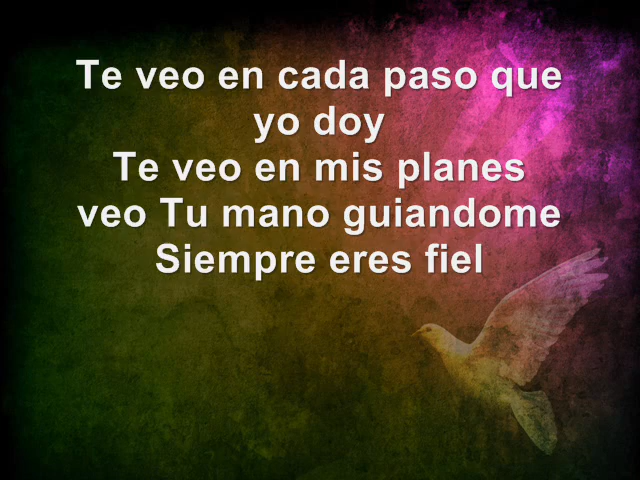 Te veo en cada paso que
yo doy
Te veo en mis planes
veo Tu mano guiandome
Siempre eres fiel